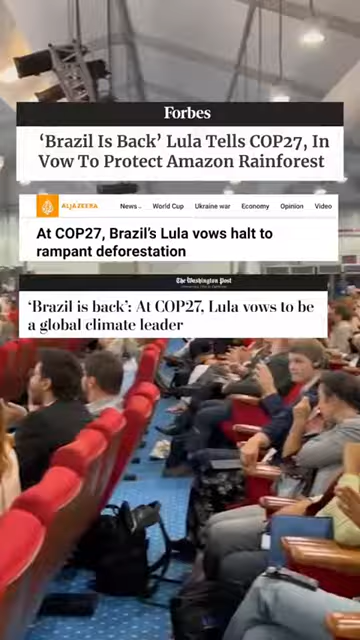 Forbes
‘Brazil Is Back’ Lula Tells COP27, In
Vow To Protect Amazon Rainforest
ALJAZEERA
News
World Cup
Ukraine war
Economy
Opinion
Video
At COP27, Brazil’s Lula vows halt to
rampant deforestation
The Washington Post
‘Brazil is back’: At COP27, Lula vows to be
a global climate leader